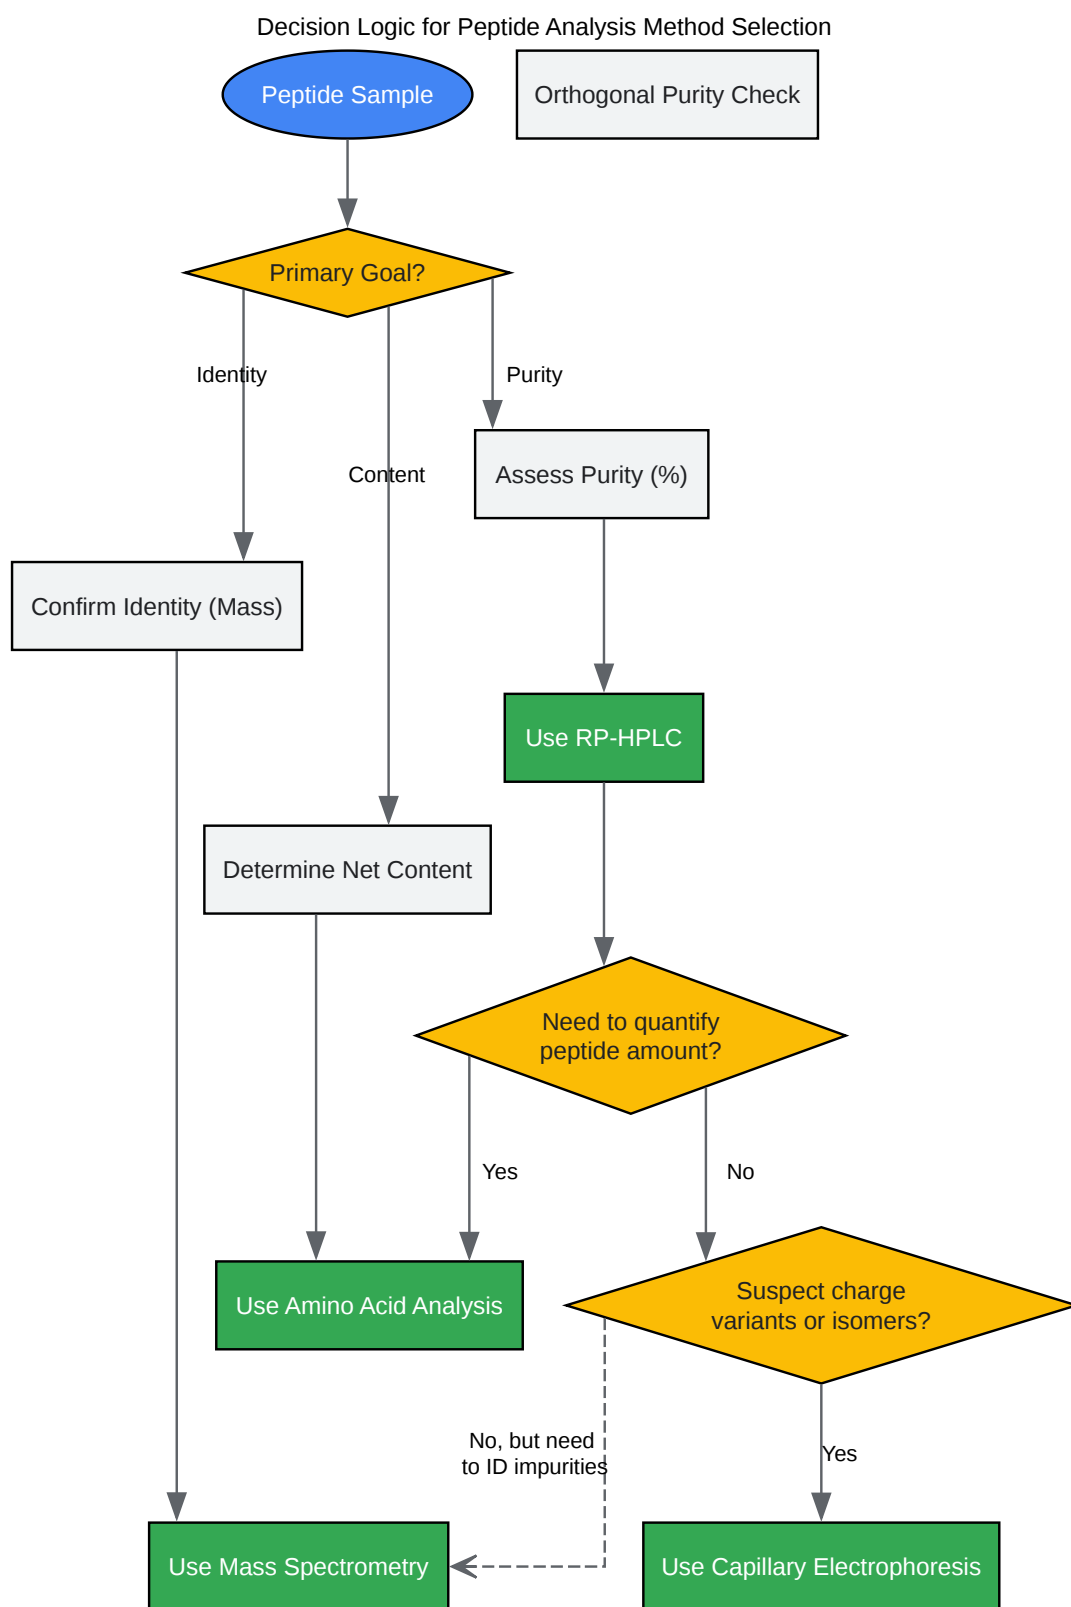 Decision Logic for Peptide Analysis Method Selection
Peptide Sample
Orthogonal Purity Check
Primary Goal?
Identity
Purity
Content
Assess Purity (%)
Confirm Identity (Mass)
Use RP-HPLC
Determine Net Content
Need to quantify
peptide amount?
Yes
No
Use Amino Acid Analysis
Suspect charge
variants or isomers?
No, but need
to ID impurities
Yes
Use Mass Spectrometry
Use Capillary Electrophoresis